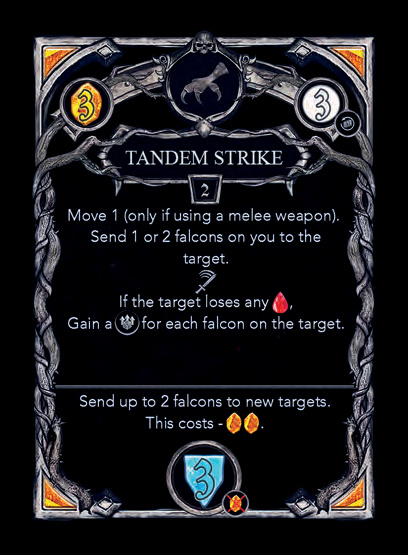 3
3
TANDEM STRIKE
2
Move 1 (only if using a melee weapon).
Send 1 or 2 falcons on you to the
target.
If the target loses any ,
Gain a for each falcon on the target.
Send up to 2 falcons to new targets.
This costs - .
3